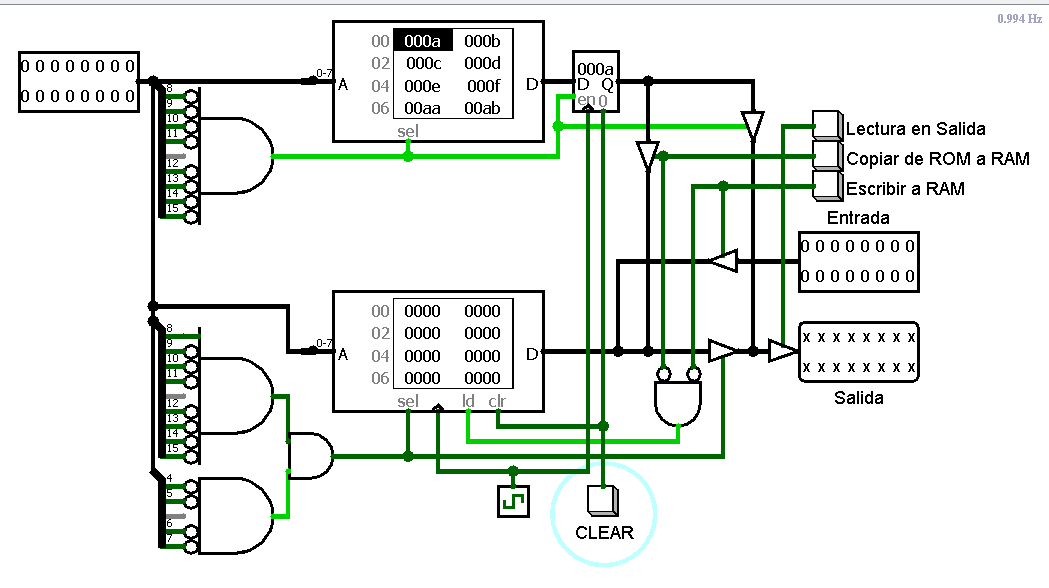 0.994 Hz
0 0 0 0 0 0 0 0
0 0 0 0 0 0 0 0
8
9
10
11
12
13
14
15
0-7
A
00 000a 000b
02 000c 000d
04 000e 000f
06 00aa 00ab
D
sel
000a
D Q
en 0
Lectura en Salida
Copiar de ROM a RAM
Escribir a RAM
Entrada
0 0 0 0 0 0 0 0
0 0 0 0 0 0 0 0
8
9
10
11
12
13
14
15
0-7
A
00 0000 0000
02 0000 0000
04 0000 0000
06 0000 0000
D
sel ld clr
x x x x x x x x
x x x x x x x x
Salida
4
5
6
7
CLEAR